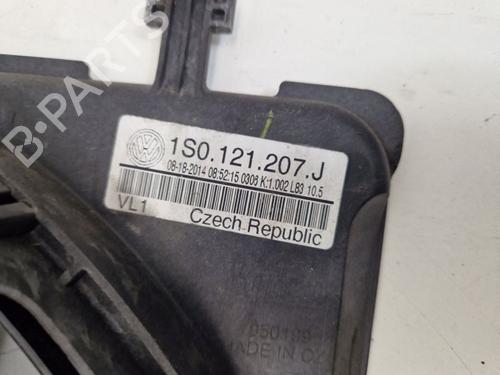 B-PARTS
1S0.121.207.J
08-18-2014 08:52:15 0308 K:1.002 L83 10.5
VL1
Czech Republic
050199
MADE IN CZ